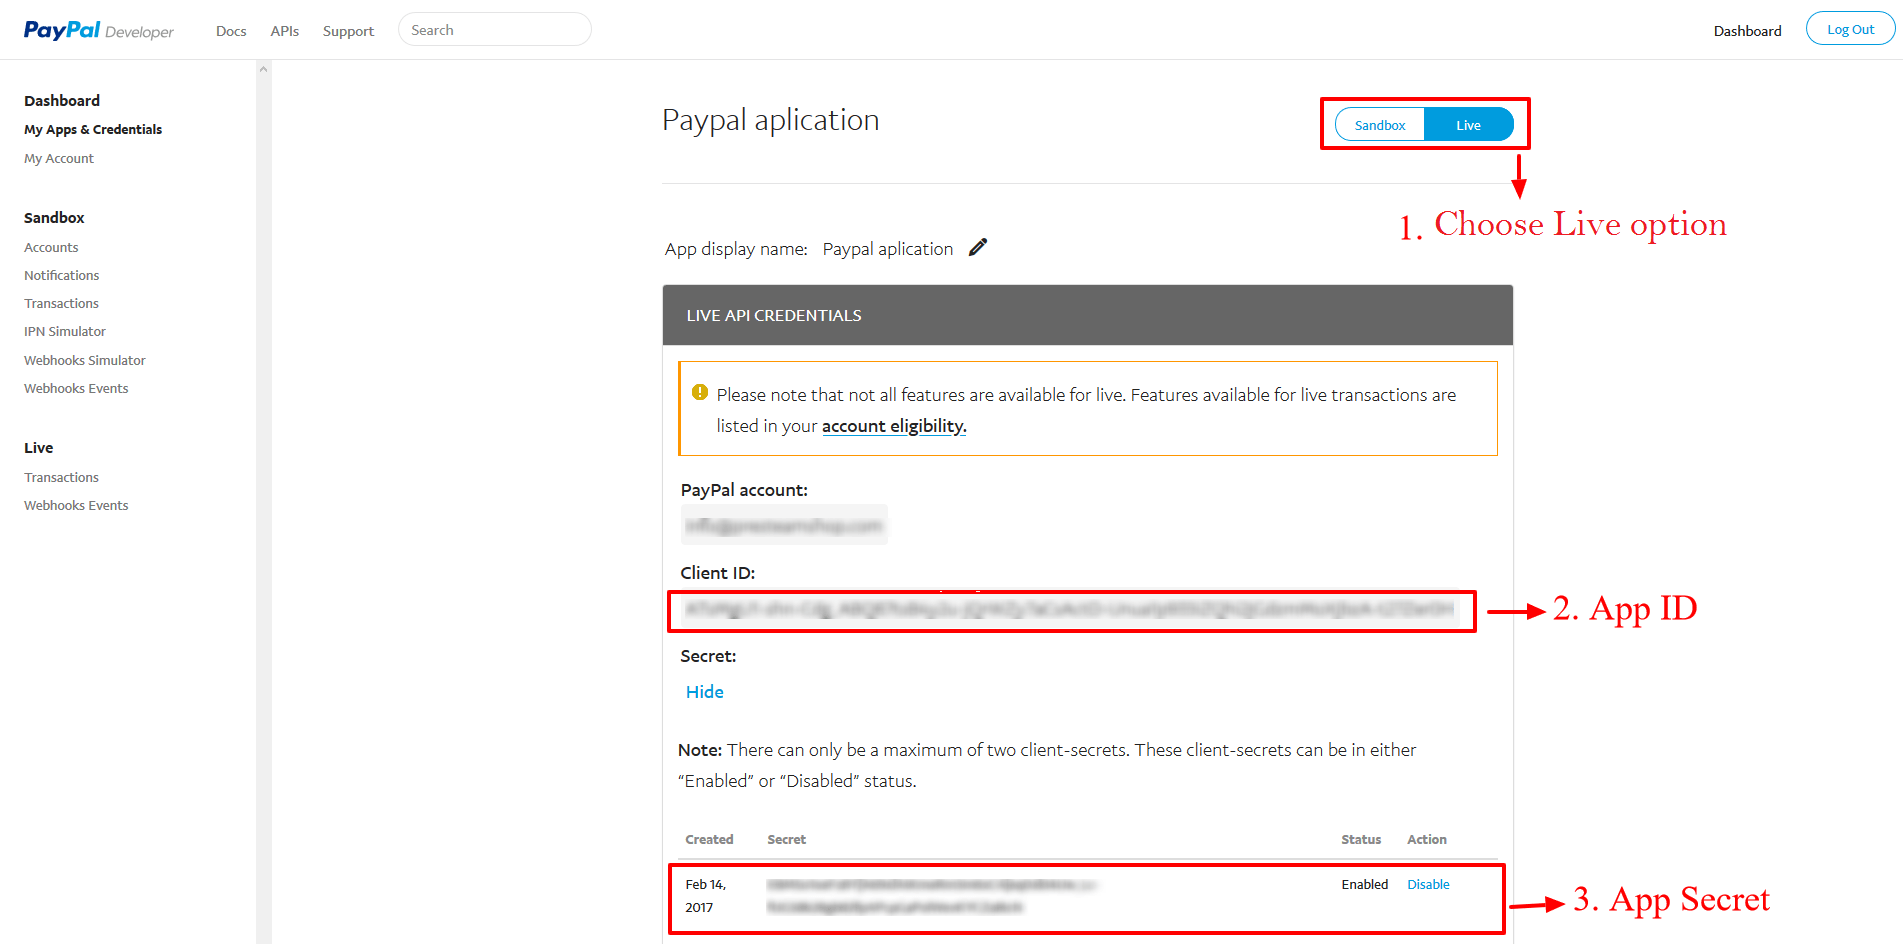 PayPal Developer Docs APIs Support Search Dashboard Log Out
Dashboard
My Apps & Credentials
My Account
Sandbox
Accounts
Notifications
Transactions
IPN Simulator
Webhooks Simulator
Webhooks Events
Live
Transactions
Webhooks Events
Paypal aplication
Sandbox Live
1. Choose Live option
App display name: Paypal aplication
LIVE API CREDENTIALS
Please note that not all features are available for live. Features available for live transactions are
listed in your account eligibility.
PayPal account:
Client ID:
2. App ID
Secret:
Hide
Note: There can only be a maximum of two client-secrets. These client-secrets can be in either
“Enabled” or “Disabled” status.
Created Secret Status Action
Feb 14, Enabled Disable
2017
3. App Secret